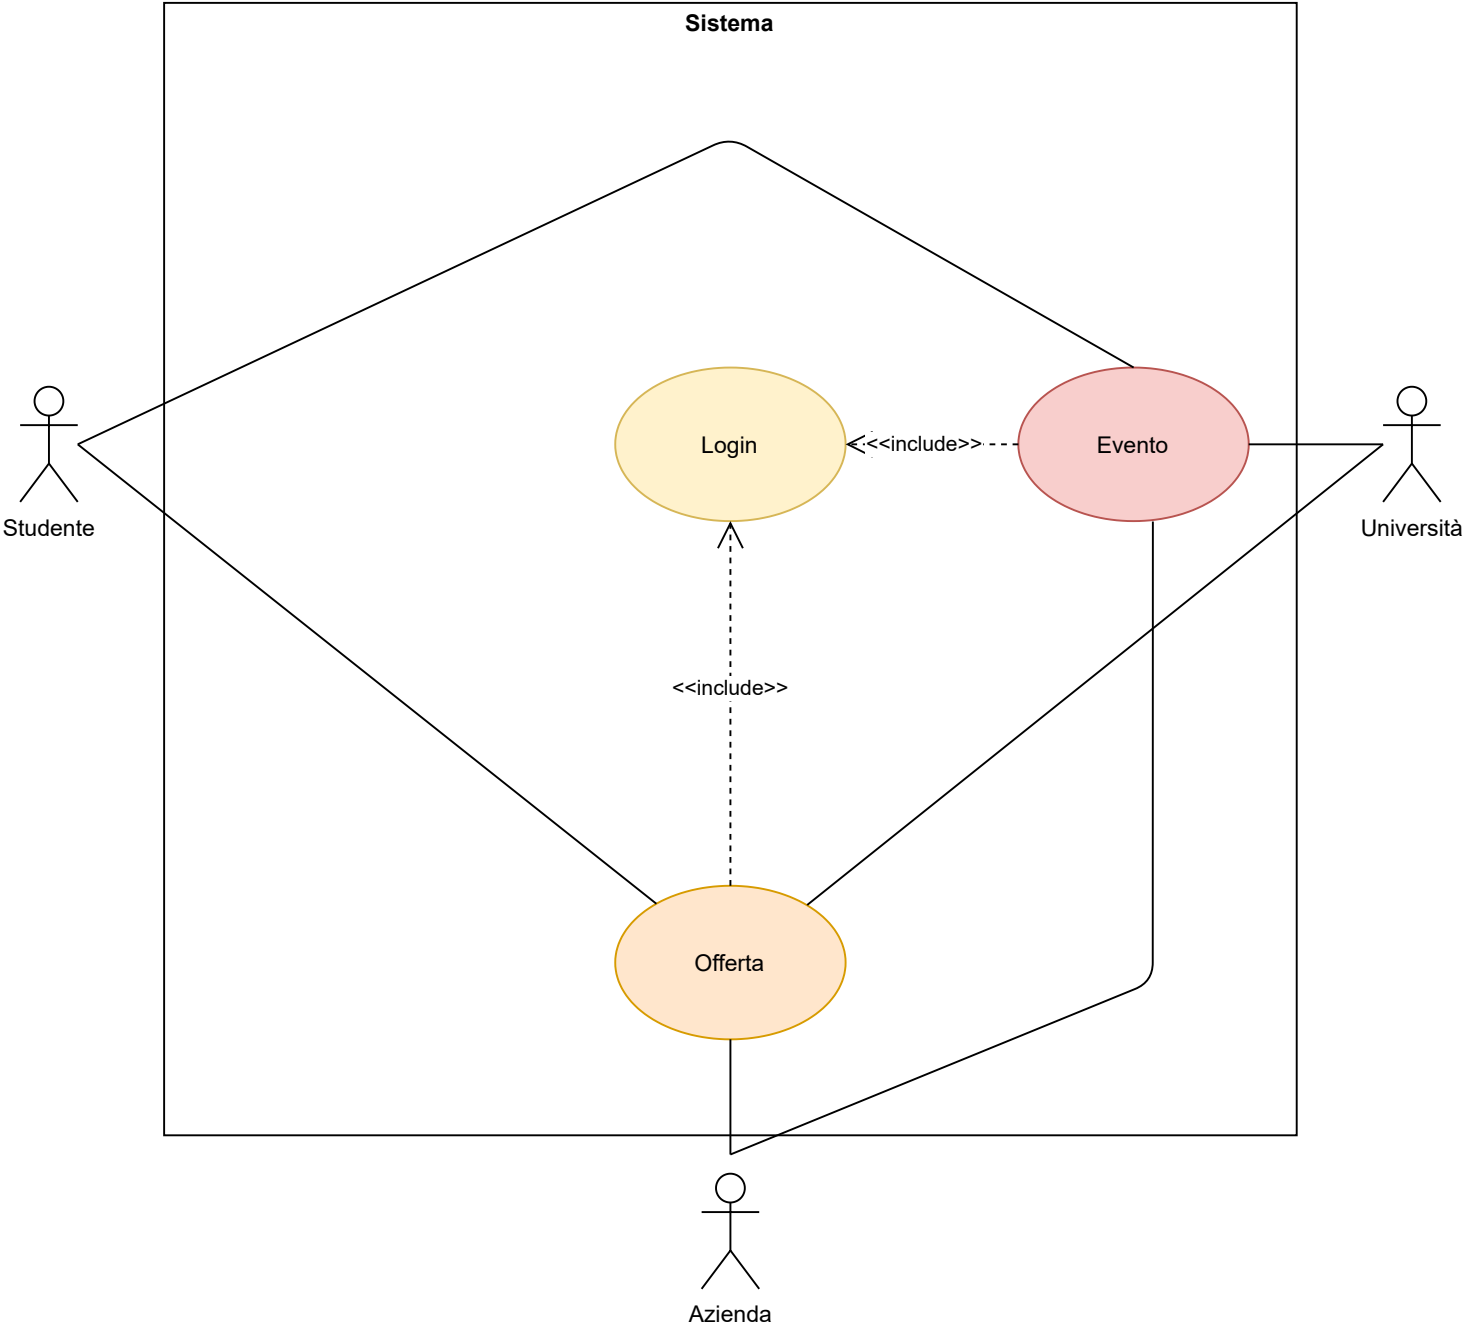 Sistema
Login
<<include>>
Evento
Studente
Università
<<include>>
Offerta
Azienda